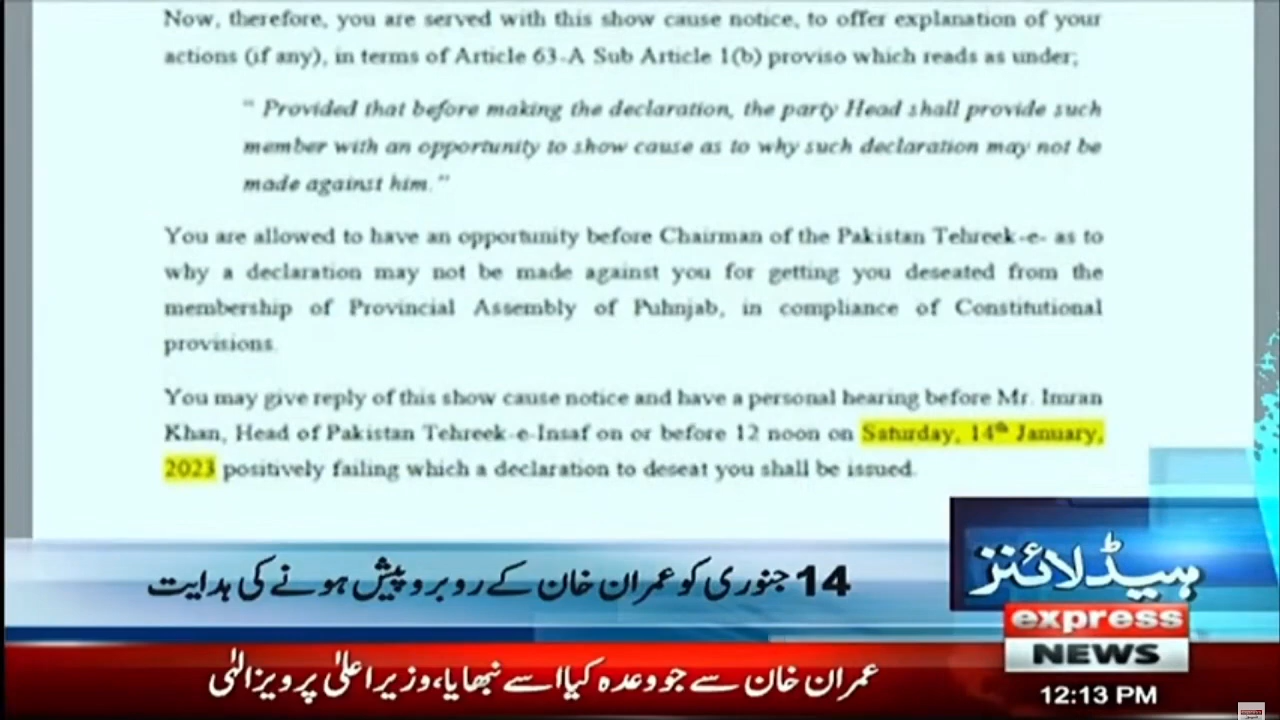 Now, therefore, you are served with this show cause notice, to offer explanation of your
actions (if any), in terms of Article 63-A Sub Article 1(b) proviso which reads as under;
" Provided that before making the declaration, the party Head shall provide such
member with an opportunity to show cause as to why such declaration may not be
made against him."
You are allowed to have an opportunity before Chairman of the Pakistan Tehreek-e- as to
why a declaration may not be made against you for getting you deseated from the
membership of Provincial Assembly of Puhnjab, in compliance of Constitutional
provisions.
You may give reply of this show cause notice and have a personal hearing before Mr. Imran
Khan, Head of Pakistan Tehreek-e-Insaf on or before 12 noon on Saturday, 14th January,
2023 positively failing which a declaration to deseat you shall be issued.
ہیڈلائنز
14 جنوری کو عمران خان کے روبرو پیش ہونے کی ہدایت
express
NEWS
عمران خان سے جو وعدہ کیا اسے نبھایا، وزیراعلیٰ پرویز الٰہی
12:13 PM